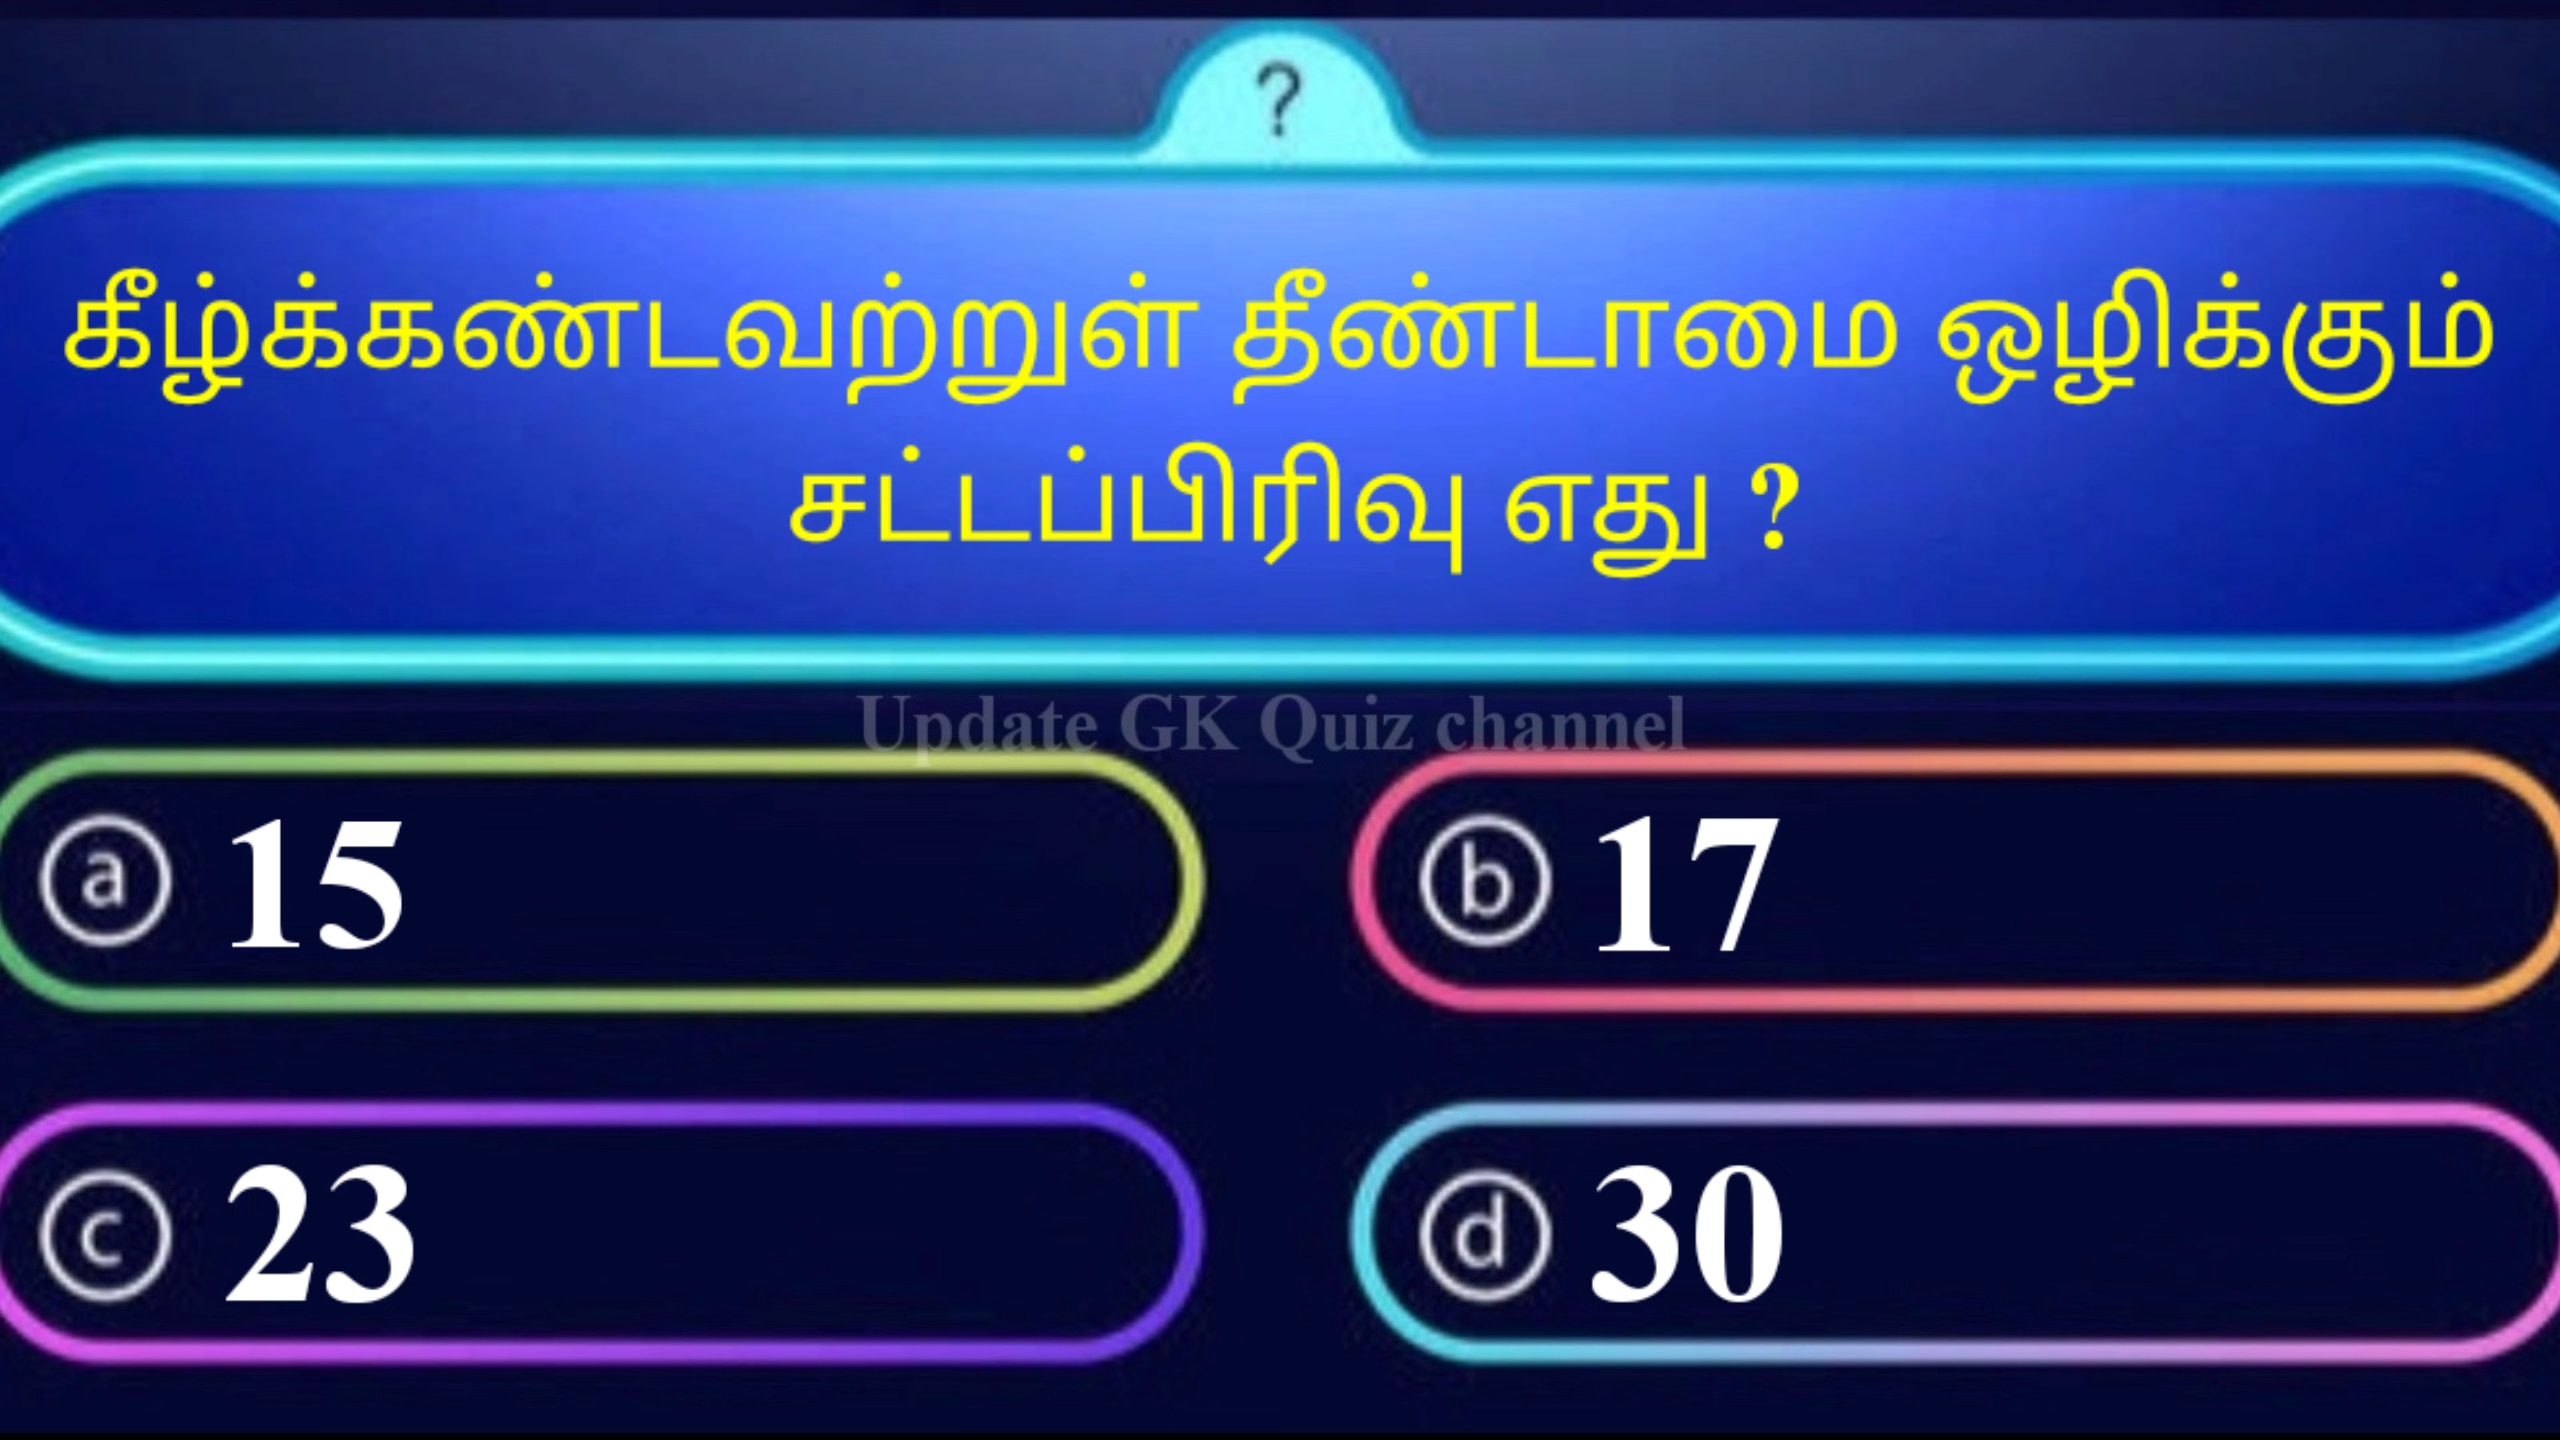 ?
கீழ்க்கண்டவற்றுள் தீண்டாமை ஒழிக்கும்
சட்டப்பிரிவு எது ?
Update GK Quiz channel
a 15
b 17
c 23
d 30